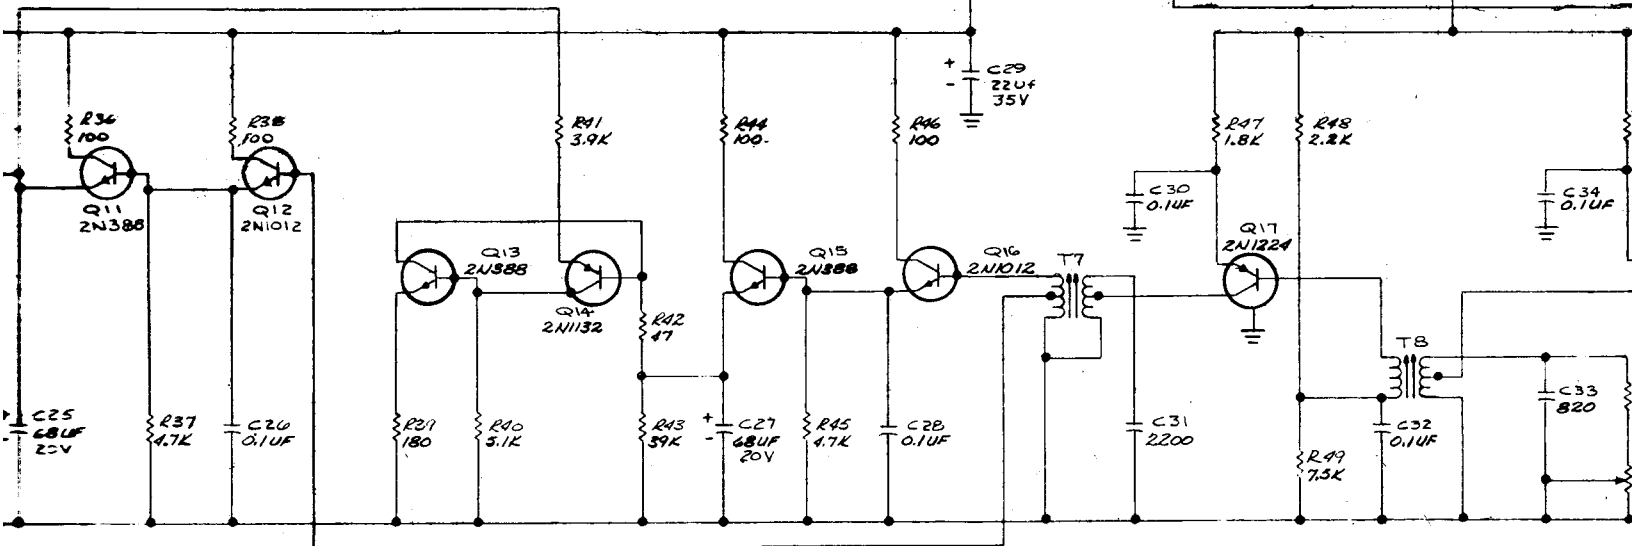 +
C29
22Uf
-
35V
R36
100
R38
100
R41
3.9K
R44
100
R46
100
R47
1.8K
R48
2.2K
C30
0.1UF
C34
0.1UF
Q11
2N388
Q12
2N1012
Q13
2N388
Q14
2N1132
Q15
2N388
Q16
2N1012
T7
Q17
2N1224
R42
47
T8
C25
68UF
20V
R37
4.7K
C26
0.1UF
R39
180
R40
5.1K
R43
39K
+
C27
-
68UF
20V
R45
4.7K
C28
0.1UF
C31
2200
R49
7.5K
C32
0.1UF
C33
820